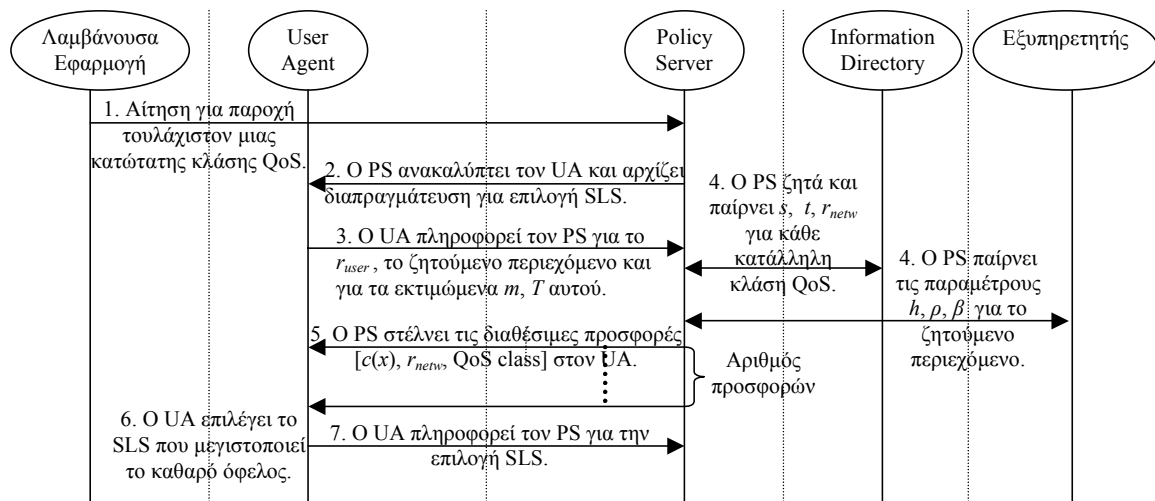 Λαμβάνουσα
Εφαρμογή
User
Agent
Policy
Server
Information
Directory
Εξυπηρετητής
1. Αίτηση για παροχή
τουλάχιστον μιας
κατώτατης κλάσης QoS.
2. Ο PS ανακαλύπτει τον UA και αρχίζει
διαπραγμάτευση για επιλογή SLS.
3. Ο UA πληροφορεί τον PS για το
r_user , το ζητούμενο περιεχόμενο και
για τα εκτιμώμενα m, T αυτού.
4. Ο PS ζητά και
παίρνει s, t, r_netw
για κάθε
κατάλληλη
κλάση QoS.
4. Ο PS παίρνει
τις παραμέτρους
h, ρ, β για το
ζητούμενο
περιεχόμενο.
5. Ο PS στέλνει τις διαθέσιμες προσφορές
[c(x), r_netw, QoS class] στον UA.
Αριθμός
προσφορών
6. Ο UA επιλέγει το
SLS που μεγιστοποιεί
το καθαρό όφελος.
7. Ο UA πληροφορεί τον PS για την
επιλογή SLS.